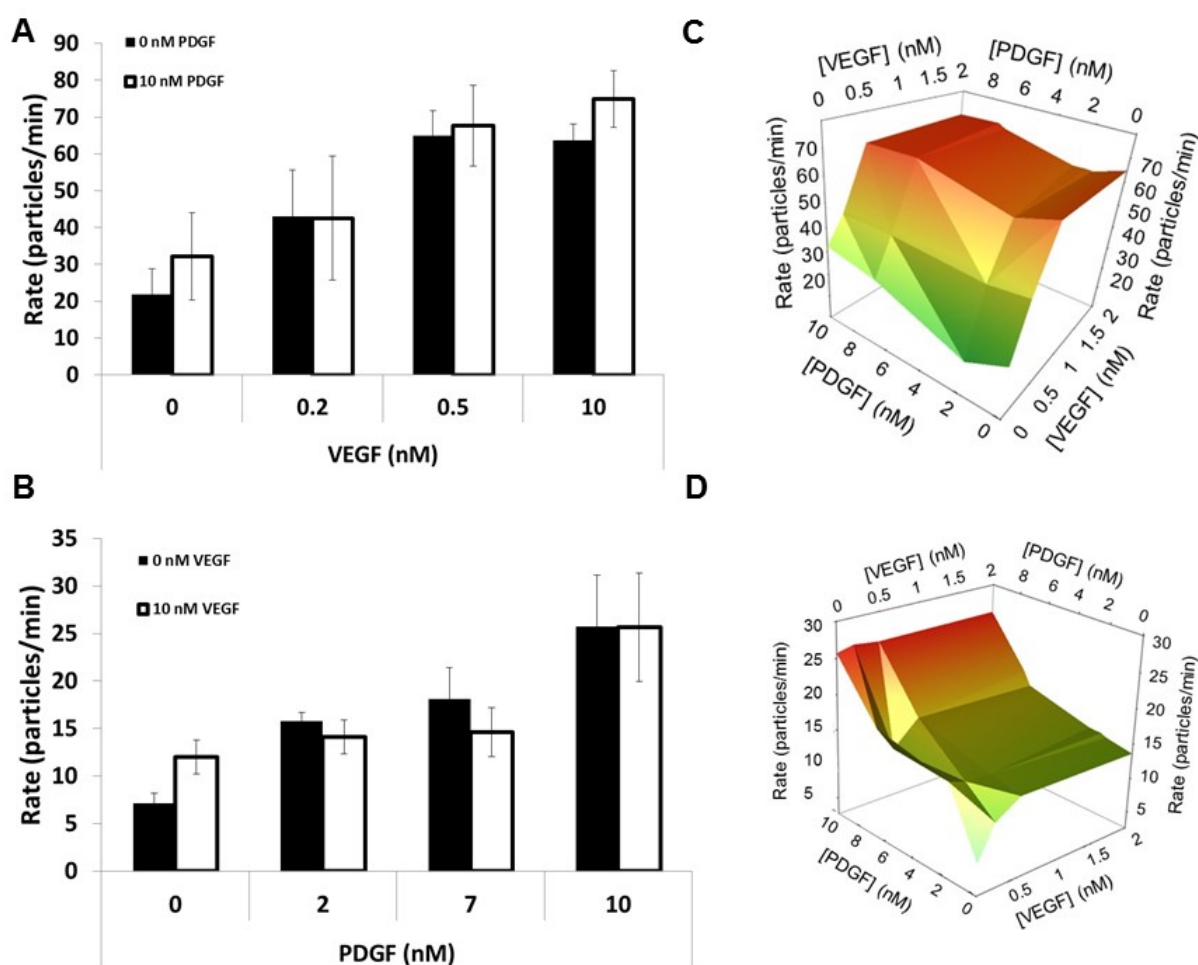 A
90
80
70
60
50
40
30
20
10
0
Rate (particles/min)
0 nM PDGF
10 nM PDGF
0 0.2 0.5 10
VEGF (nM)
B
35
30
25
20
15
10
5
0
Rate (particles/min)
0 nM VEGF
10 nM VEGF
0 2 7 10
PDGF (nM)
C
[VEGF] (nM)
0 0.5 1 1.5 2
[PDGF] (nM)
8 6 4 2 0
Rate (particles/min)
70
60
50
40
30
20
70
60
50
40
30
20
Rate (particles/min)
10 8 6 4 2 0
[PDGF] (nM)
0 0.5 1 1.5 2
[VEGF] (nM)
D
[VEGF] (nM)
0 0.5 1 1.5 2
[PDGF] (nM)
8 6 4 2 0
Rate (particles/min)
30
25
20
15
10
5
30
25
20
15
10
5
Rate (particles/min)
10 8 6 4 2 0
[PDGF] (nM)
0.5 1 1.5 2
[VEGF] (nM)